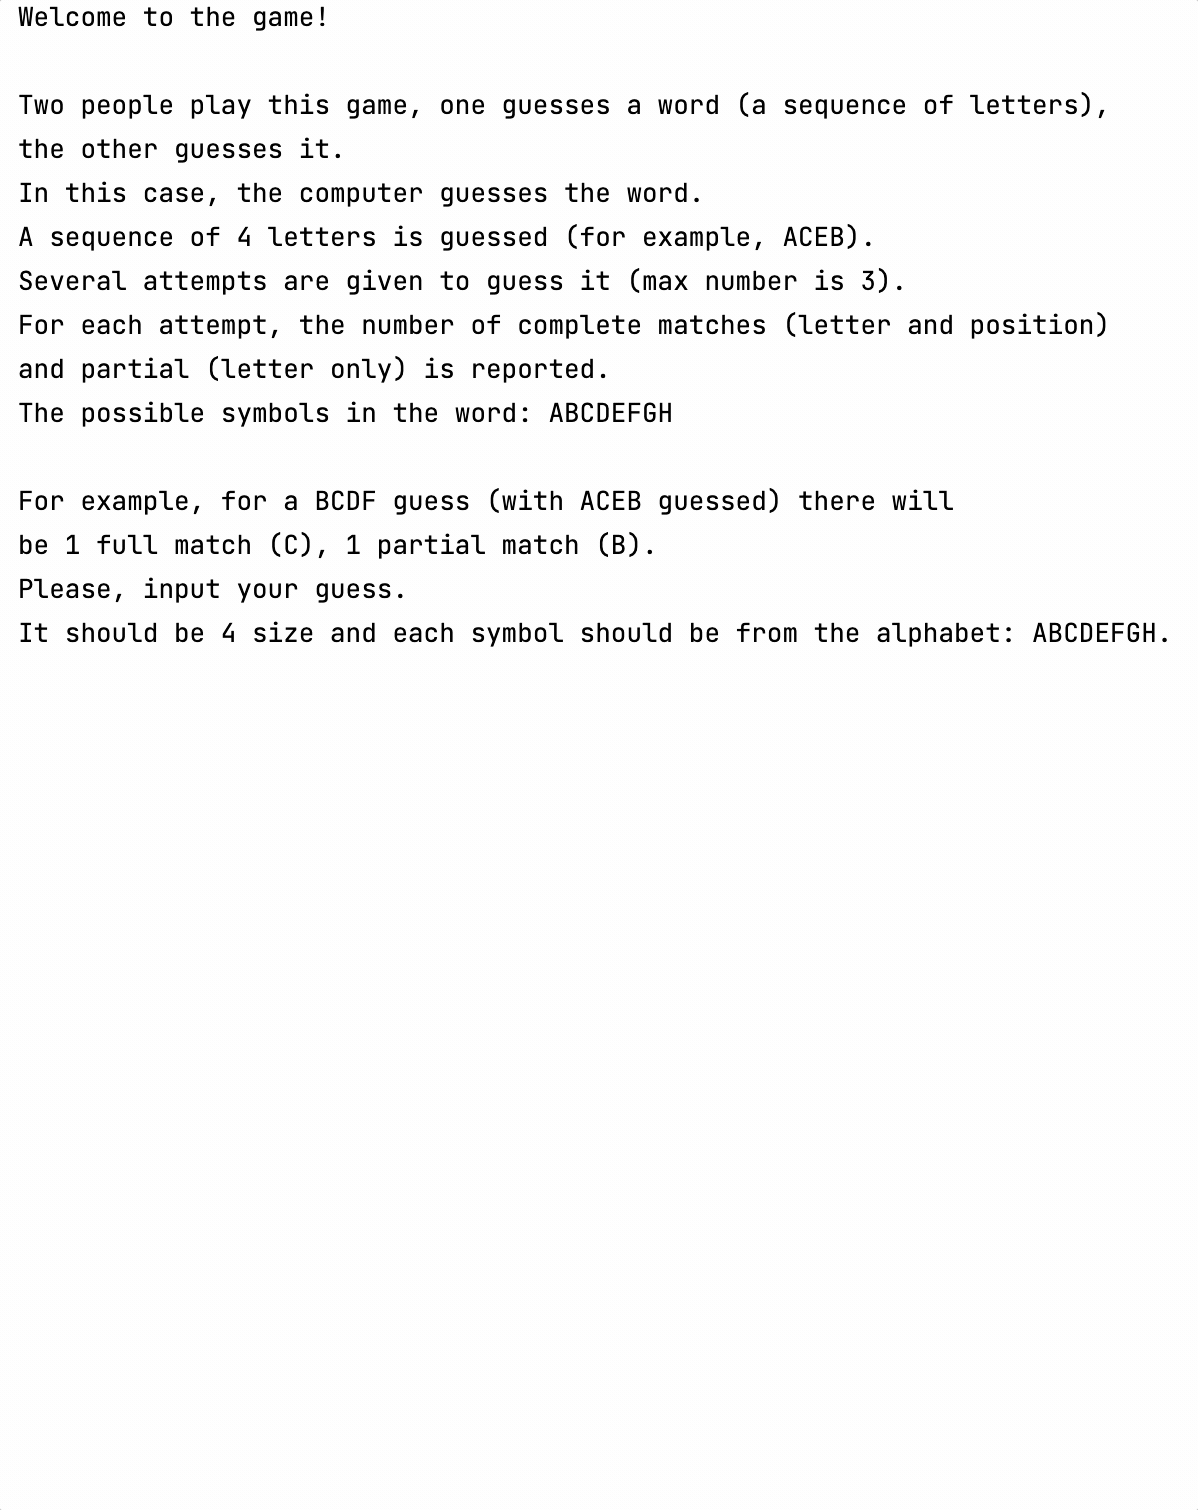 Welcome to the game!
Two people play this game, one guesses a word (a sequence of letters),
the other guesses it.
In this case, the computer guesses the word.
A sequence of 4 letters is guessed (for example, ACEB).
Several attempts are given to guess it (max number is 3).
For each attempt, the number of complete matches (letter and position)
and partial (letter only) is reported.
The possible symbols in the word: ABCDEFGH
For example, for a BCDF guess (with ACEB guessed) there will
be 1 full match (C), 1 partial match (B).
Please, input your guess.
It should be 4 size and each symbol should be from the alphabet: ABCDEFGH.